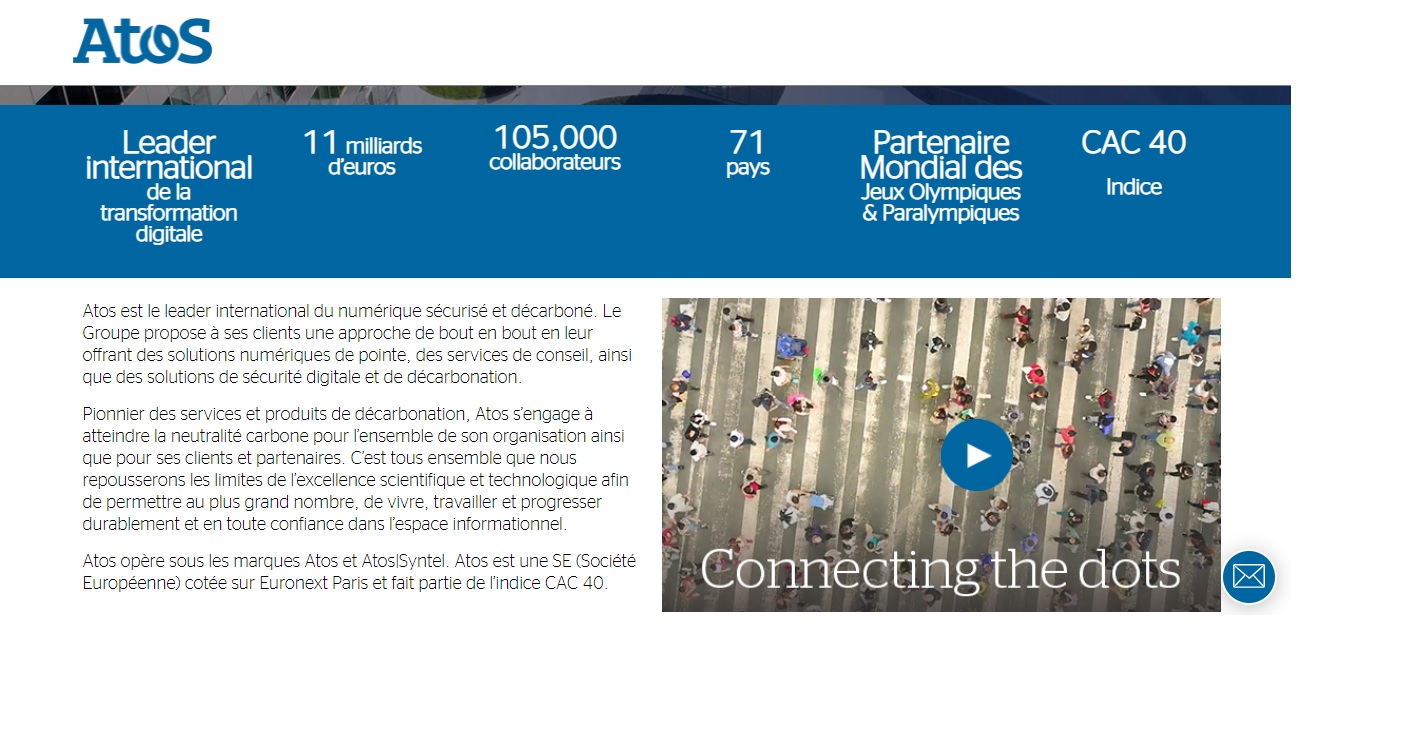 Atos
Leader
international
de la
transformation
digitale
11 milliards
d'euros
105,000
collaborateurs
71
pays
Partenaire
Mondial des
Jeux Olympiques
& Paralympiques
CAC 40
Indice
Atos est le leader international du numérique sécurisé et décarboné. Le
Groupe propose à ses clients une approche de bout en bout en leur
offrant des solutions numériques de pointe, des services de conseil, ainsi
que des solutions de sécurité digitale et de décarbonation.
Pionnier des services et produits de décarbonation, Atos s'engage à
atteindre la neutralité carbone pour l'ensemble de son organisation ainsi
que pour ses clients et partenaires. C'est tous ensemble que nous
repousserons les limites de l'excellence scientifique et technologique afin
de permettre au plus grand nombre, de vivre, travailler et progresser
durablement et en toute confiance dans l'espace informationnel.
Atos opère sous les marques Atos et Atos|Syntel. Atos est une SE (Société
Européenne) cotée sur Euronext Paris et fait partie de l'indice CAC 40.
Connecting the dots